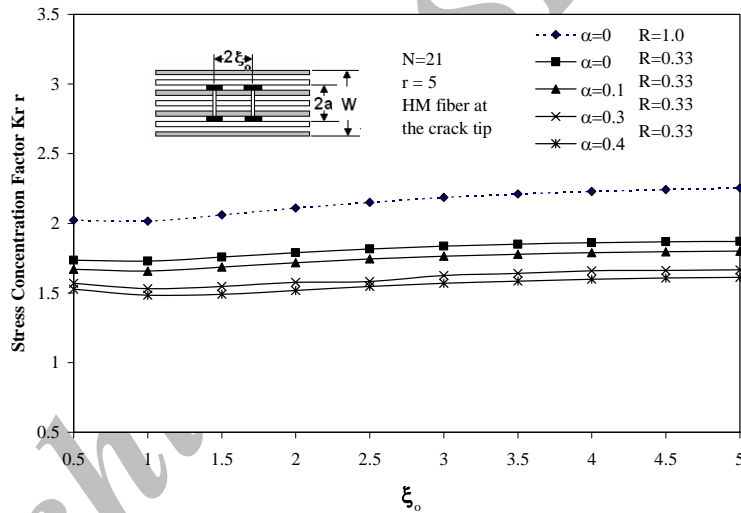 3.5
3
2.5
2
1.5
1
0.5
Stress Concentration Factor Kr r
2ξo
2a
W
N=21
r = 5
HM fiber at
the crack tip
α=0 R=1.0
α=0 R=0.33
α=0.1 R=0.33
α=0.3 R=0.33
α=0.4 R=0.33
0.5 1 1.5 2 2.5 3 3.5 4 4.5 5
ξo